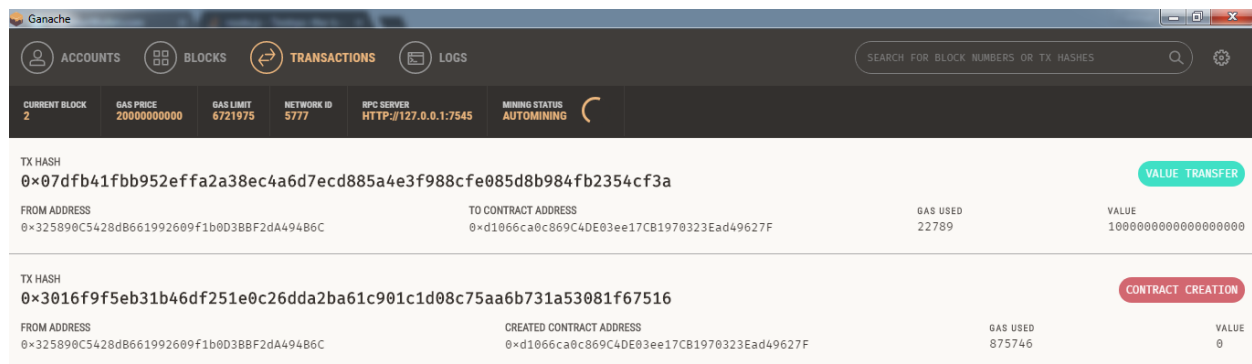 Ganache
ACCOUNTS BLOCKS TRANSACTIONS LOGS SEARCH FOR BLOCK NUMBERS OR TX HASHES
CURRENT BLOCK GAS PRICE GAS LIMIT NETWORK ID RPC SERVER MINING STATUS
2 20000000000 6721975 5777 HTTP://127.0.0.1:7545 AUTOMINING
TX HASH
0×07dfb41fbb952effa2a38ec4a6d7ecd885a4e3f988cfe085d8b984fb2354cf3a
VALUE TRANSFER
FROM ADDRESS TO CONTRACT ADDRESS GAS USED VALUE
0×325890C5428dB661992609f1b0D3BBF2dA494B6C 0×d1066ca0c869C4DE03ee17CB1970323Ead49627F 22789 1000000000000000000
TX HASH
0×3016f9f5eb31b46df251e0c26dda2ba61c901c1d08c75aa6b731a53081f67516
CONTRACT CREATION
FROM ADDRESS CREATED CONTRACT ADDRESS GAS USED VALUE
0×325890C5428dB661992609f1b0D3BBF2dA494B6C 0×d1066ca0c869C4DE03ee17CB1970323Ead49627F 875746 0